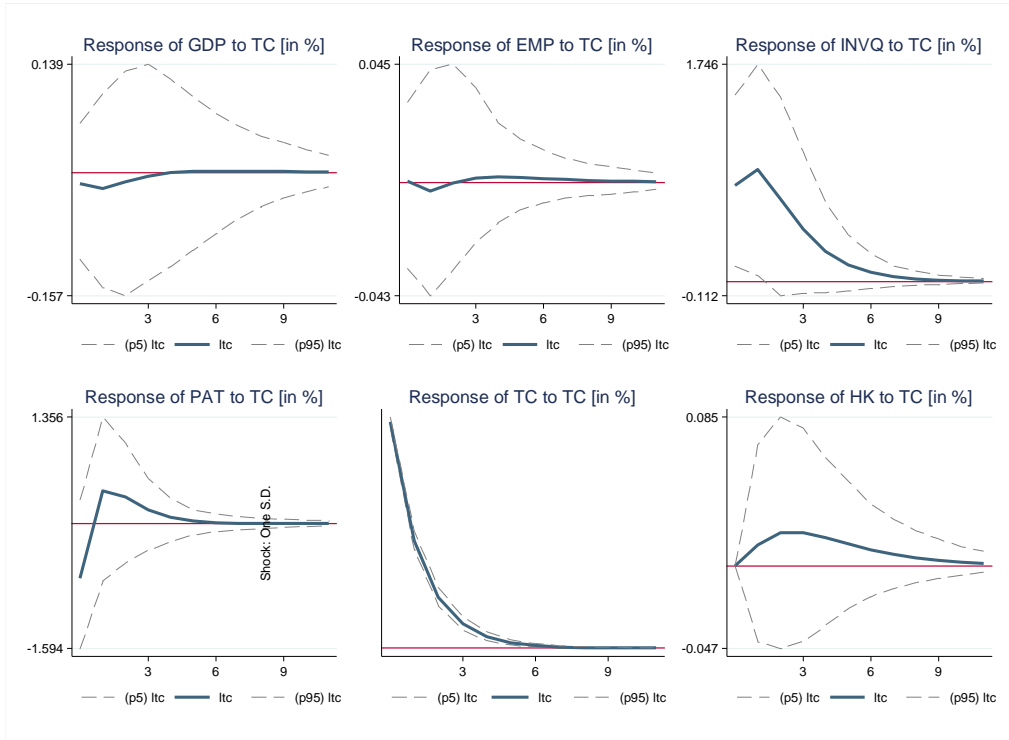 Response of GDP to TC [in %]
0.139
-0.157
3 6 9
(p5) ltc ltc (p95) ltc
Response of EMP to TC [in %]
0.045
-0.043
3 6 9
(p5) ltc ltc (p95) ltc
Response of INVQ to TC [in %]
1.746
-0.112
3 6 9
(p5) ltc ltc (p95) ltc
Response of PAT to TC [in %]
1.356
-1.594
3 6 9
(p5) ltc ltc (p95) ltc
Response of TC to TC [in %]
Shock: One S.D.
3 6 9
(p5) ltc ltc (p95) ltc
Response of HK to TC [in %]
0.085
-0.047
3 6 9
(p5) ltc ltc (p95) ltc